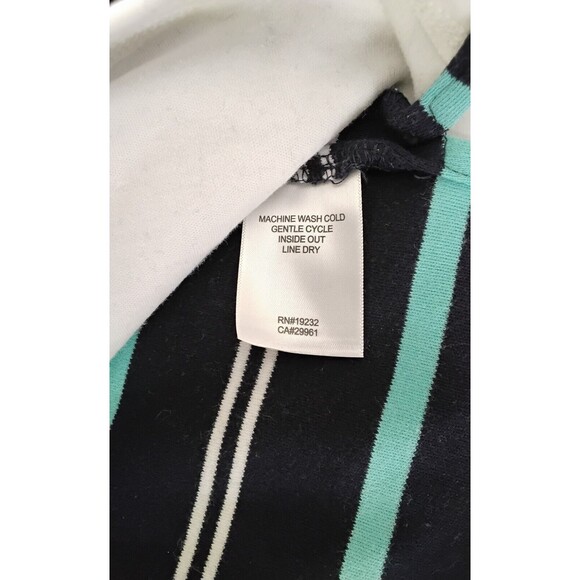 MACHINE WASH COLD
GENTLE CYCLE
INSIDE OUT
LINE DRY
RN#19232
CA#29961